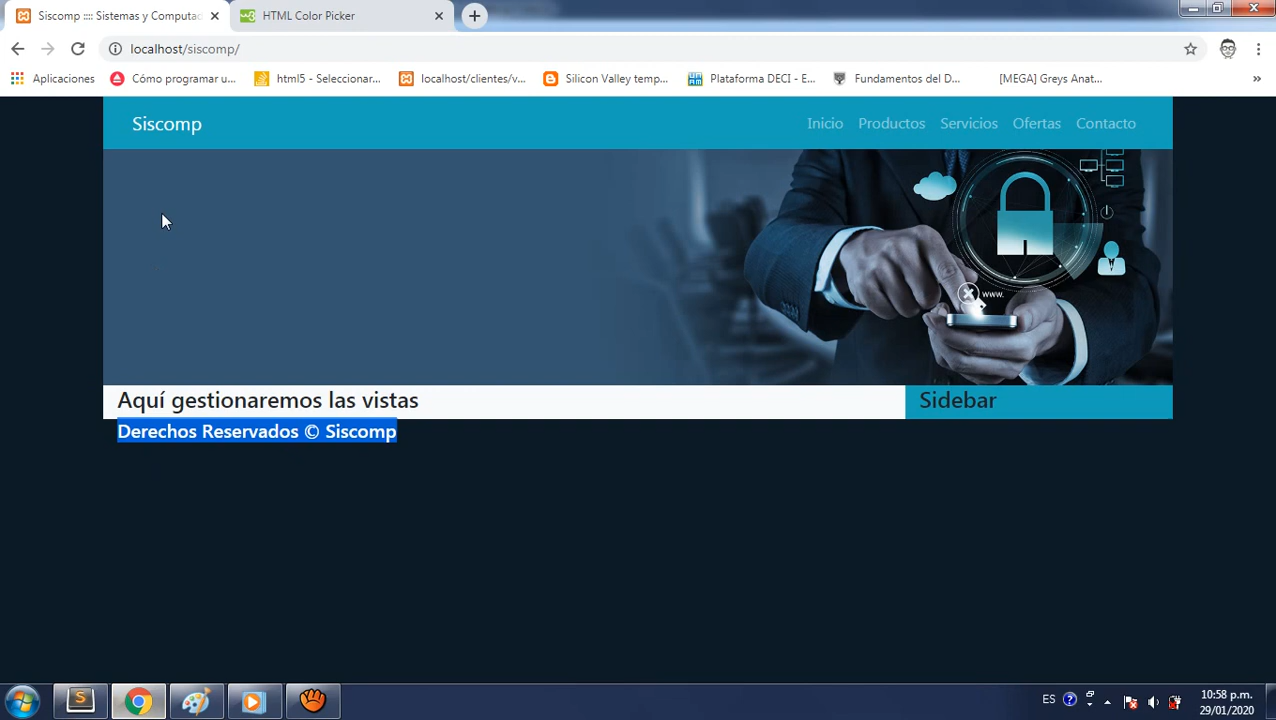 Siscomp :::: Sistemas y Computac
HTML Color Picker
localhost/siscomp/
Aplicaciones
Cómo programar u...
html5 - Seleccionar...
localhost/clientes/v...
Silicon Valley temp...
Plataforma DECI - E...
Fundamentos del D...
[MEGA] Greys Anat...
»
Siscomp
Inicio
Productos
Servicios
Ofertas
Contacto
www.
Aquí gestionaremos las vistas
Sidebar
Derechos Reservados © Siscomp
ES
10:58 p.m.
29/01/2020